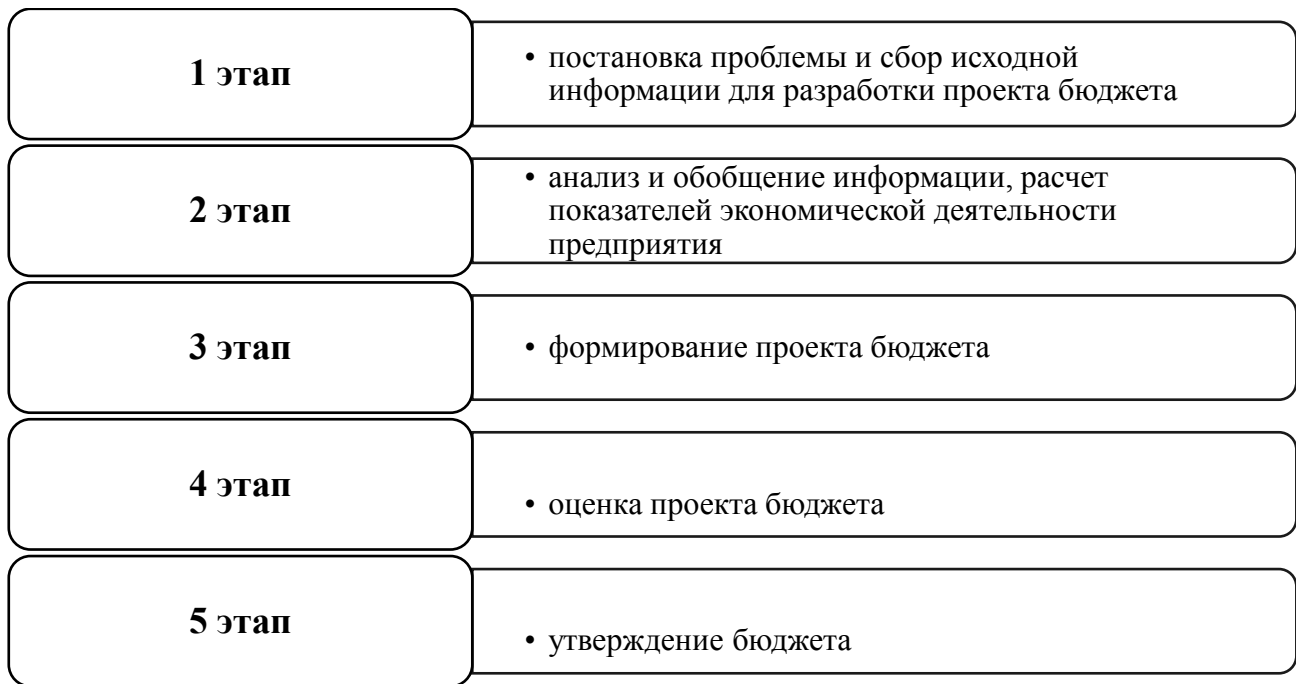 1 этап
• постановка проблемы и сбор исходной
информации для разработки проекта бюджета
2 этап
• анализ и обобщение информации, расчет
показателей экономической деятельности
предприятия
3 этап
• формирование проекта бюджета
4 этап
• оценка проекта бюджета
5 этап
• утверждение бюджета